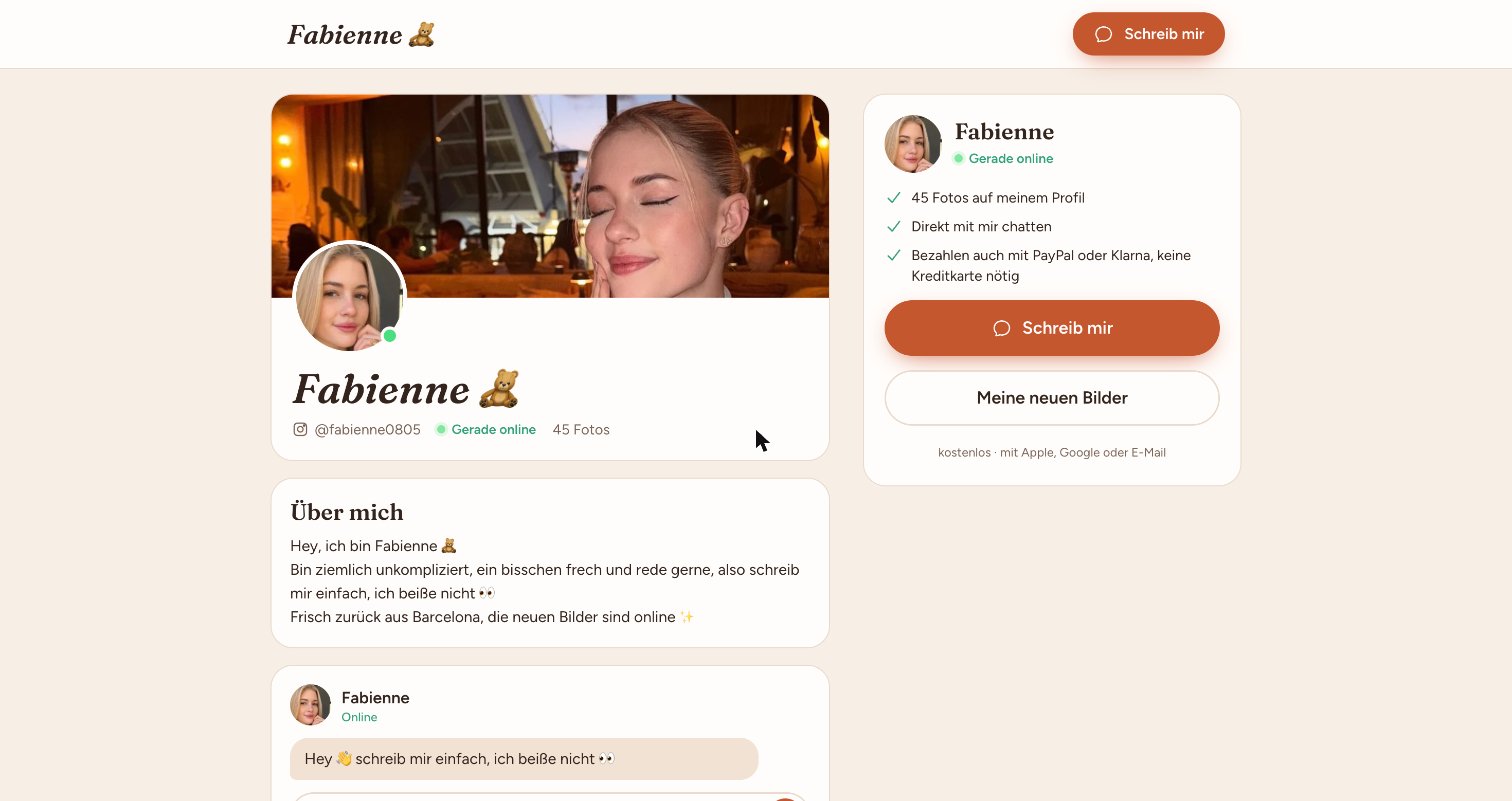 Fabienne 🧸
Schreib mir
Fabienne 🧸
@fabienne0805 Gerade online 45 Fotos
Über mich
Hey, ich bin Fabienne 🧸
Bin ziemlich unkompliziert, ein bisschen frech und rede gerne, also schreib
mir einfach, ich beiße nicht 👀
Frisch zurück aus Barcelona, die neuen Bilder sind online ✨
Fabienne
Online
Hey 👋 schreib mir einfach, ich beiße nicht 👀
Fabienne
Gerade online
45 Fotos auf meinem Profil
Direkt mit mir chatten
Bezahlen auch mit PayPal oder Klarna, keine
Kreditkarte nötig
Schreib mir
Meine neuen Bilder
kostenlos · mit Apple, Google oder E-Mail